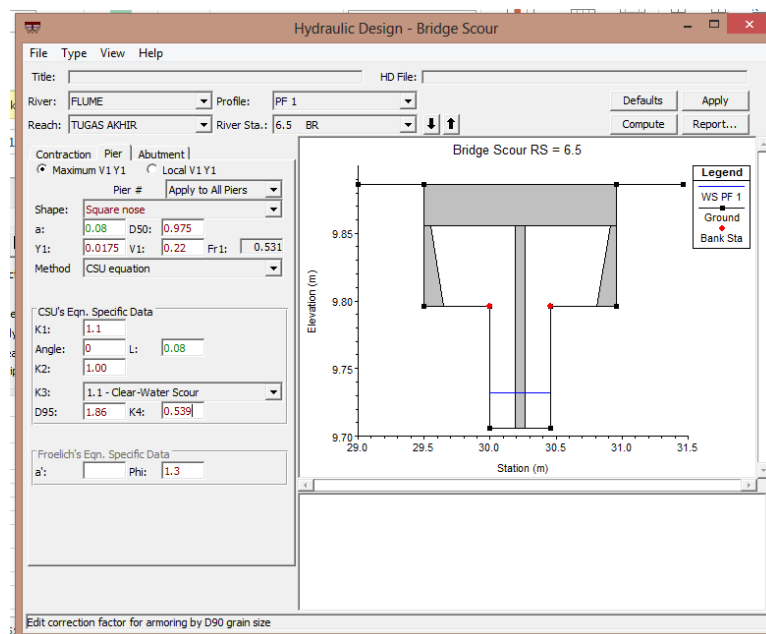 Hydraulic Design - Bridge Scour
File Type View Help
Title: HD File:
River: FLUME Profile: PF 1 Defaults Apply
Reach: TUGAS AKHIR River Sta.: 6.5 BR Compute Report...
Contraction Pier Abutment
Maximum V1 Y1 Local V1 Y1
Pier # Apply to All Piers
Shape: Square nose
a: 0.08 D50: 0.975
Y1: 0.0175 V1: 0.22 Fr1: 0.531
Method CSU equation
CSU's Eqn. Specific Data
K1: 1.1
Angle: 0 L: 0.08
K2: 1.00
K3: 1.1 - Clear-Water Scour
D95: 1.86 K4: 0.539
Froelich's Eqn. Specific Data
a': Phi: 1.3
Bridge Scour RS = 6.5
Legend
WS PF 1
Ground
Bank Sta
Elevation (m)
9.85
9.80
9.75
9.70
29.0 29.5 30.0 30.5 31.0 31.5
Station (m)
Edit correction factor for armoring by D90 grain size